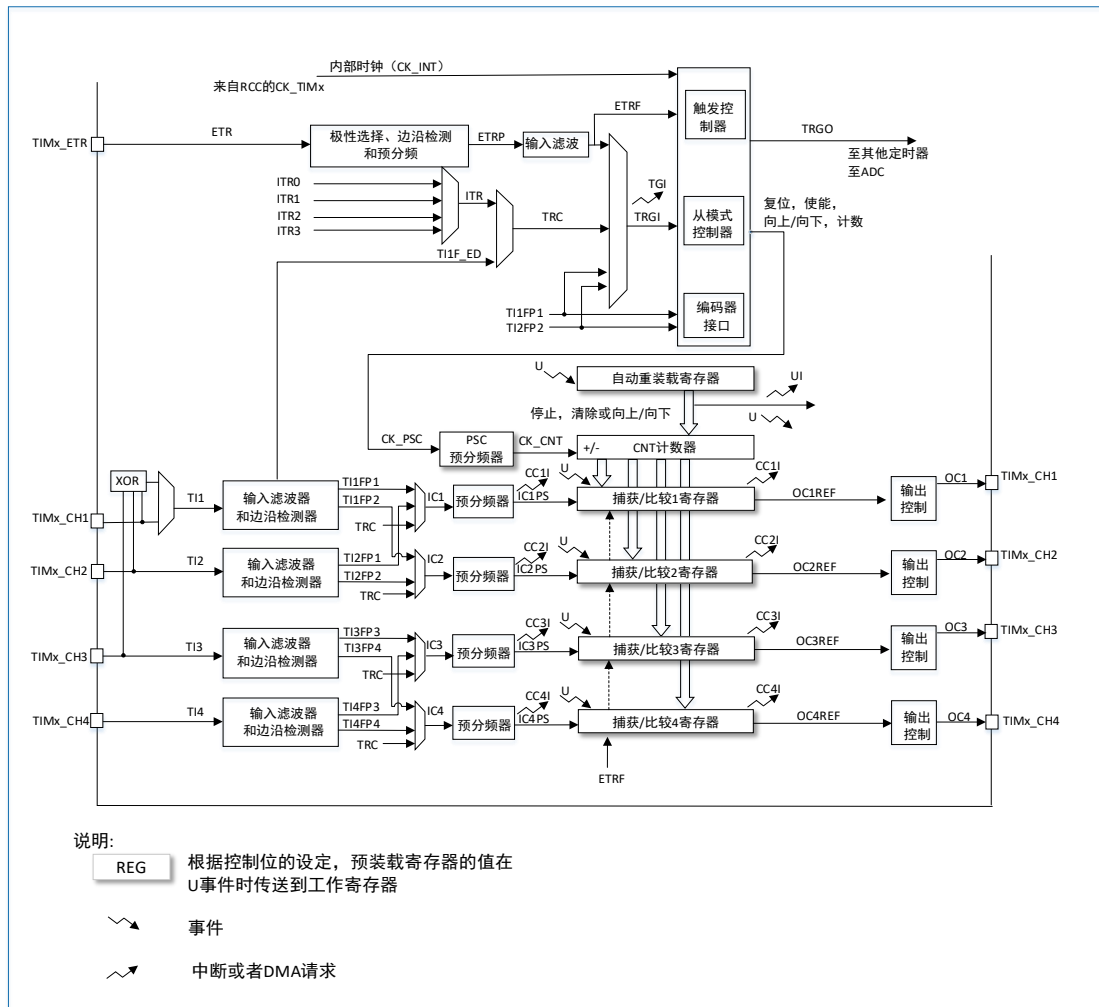 内部时钟（CK_INT）
来自RCC的CK_TIMx
TIMx_ETR
ETR
极性选择、边沿检测
和预分频
ETRP
输入滤波
ETRF
触发控
制器
TRGO
至其他定时器
至ADC
ITR0
ITR1
ITR2
ITR3
ITR
TRC
TI1F_ED
TGI
TRGI
从模式
控制器
复位，使能，
向上/向下，计数
TI1FP1
TI2FP2
编码器
接口
U
自动重装载寄存器
UI
U
停止，清除或向上/向下
CK_PSC
PSC
预分频器
CK_CNT
+/-
CNT计数器
XOR
TIMx_CH1
TI1
输入滤波器
和边沿检测器
TI1FP1
TI1FP2
TRC
IC1
预分频器
CC1I
IC1PS
U
捕获/比较1寄存器
CC1I
OC1REF
输出
控制
OC1
TIMx_CH1
TIMx_CH2
TI2
输入滤波器
和边沿检测器
TI2FP1
TI2FP2
TRC
IC2
预分频器
CC2I
IC2PS
U
捕获/比较2寄存器
CC2I
OC2REF
输出
控制
OC2
TIMx_CH2
TIMx_CH3
TI3
输入滤波器
和边沿检测器
TI3FP3
TI3FP4
TRC
IC3
预分频器
CC3I
IC3PS
U
捕获/比较3寄存器
CC3I
OC3REF
输出
控制
OC3
TIMx_CH3
TIMx_CH4
TI4
输入滤波器
和边沿检测器
TI4FP3
TI4FP4
TRC
IC4
预分频器
CC4I
IC4PS
U
捕获/比较4寄存器
CC4I
OC4REF
输出
控制
OC4
TIMx_CH4
ETRF
说明:
REG
根据控制位的设定，预装载寄存器的值在
U事件时传送到工作寄存器
事件
中断或者DMA请求